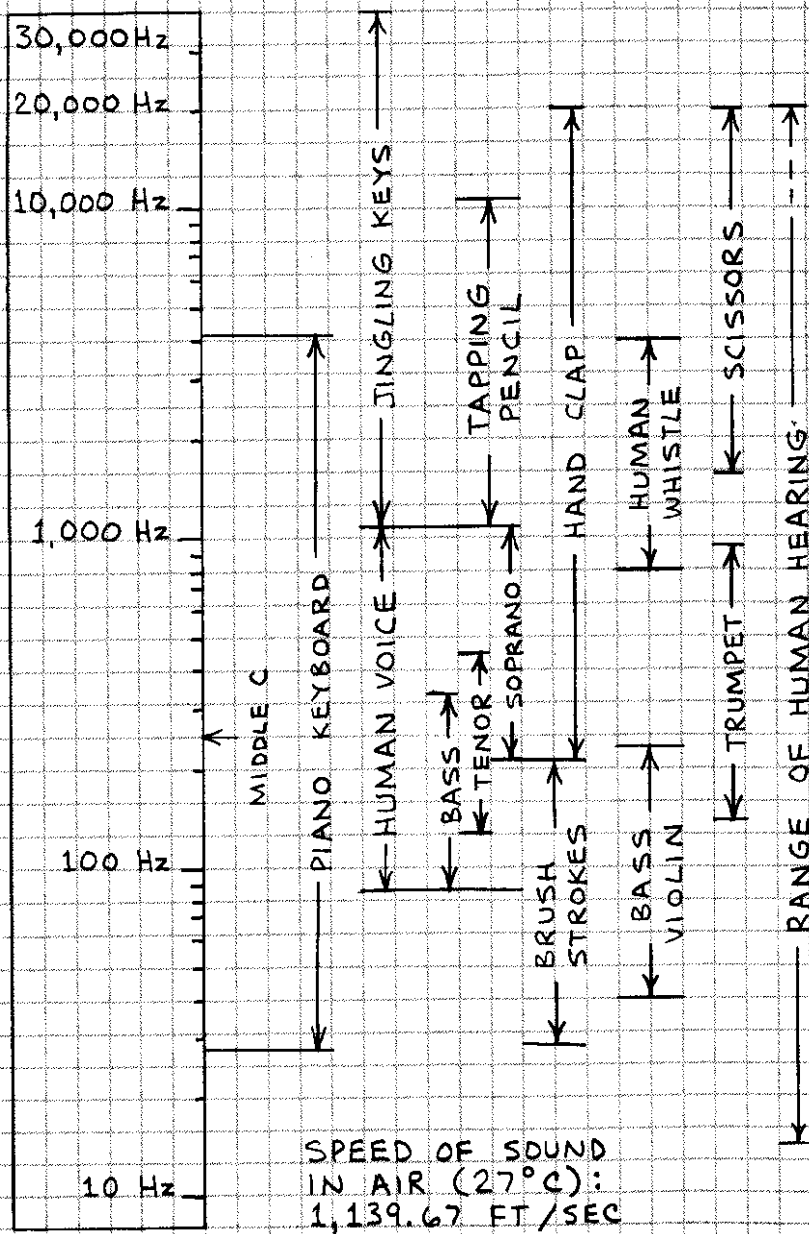 30,000 Hz
20,000 Hz
10,000 Hz
1,000 Hz
100 Hz
10 Hz
MIDDLE C
PIANO KEYBOARD
JINGLING KEYS
HUMAN VOICE
BASS
TENOR
SOPRANO
TAPPING
PENCIL
HAND CLAP
BRUSH
STROKES
HUMAN
WHISTLE
BASS
VIOLIN
SCISSORS
TRUMPET
RANGE OF HUMAN HEARING
SPEED OF SOUND
IN AIR (27°C):
1,139.67 FT/SEC